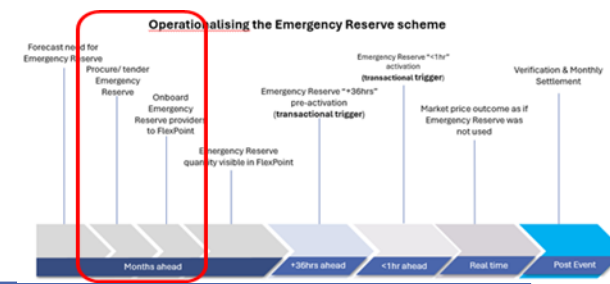 Operationalising the Emergency Reserve scheme
Forecast need for
Emergency Reserve
Procure/ tender
Emergency
Reserve
Onboard
Emergency
Reserve providers
to FlexPoint
Emergency Reserve
quantity visible in FlexPoint
Emergency Reserve "+36hrs"
pre-activation
(transactional trigger)
Emergency Reserve "<1hr"
activation
(transactional trigger)
Market price outcome as if
Emergency Reserve was
not used
Verification & Monthly
Settlement
Months ahead
+36hrs ahead
<1hr ahead
Real time
Post Event